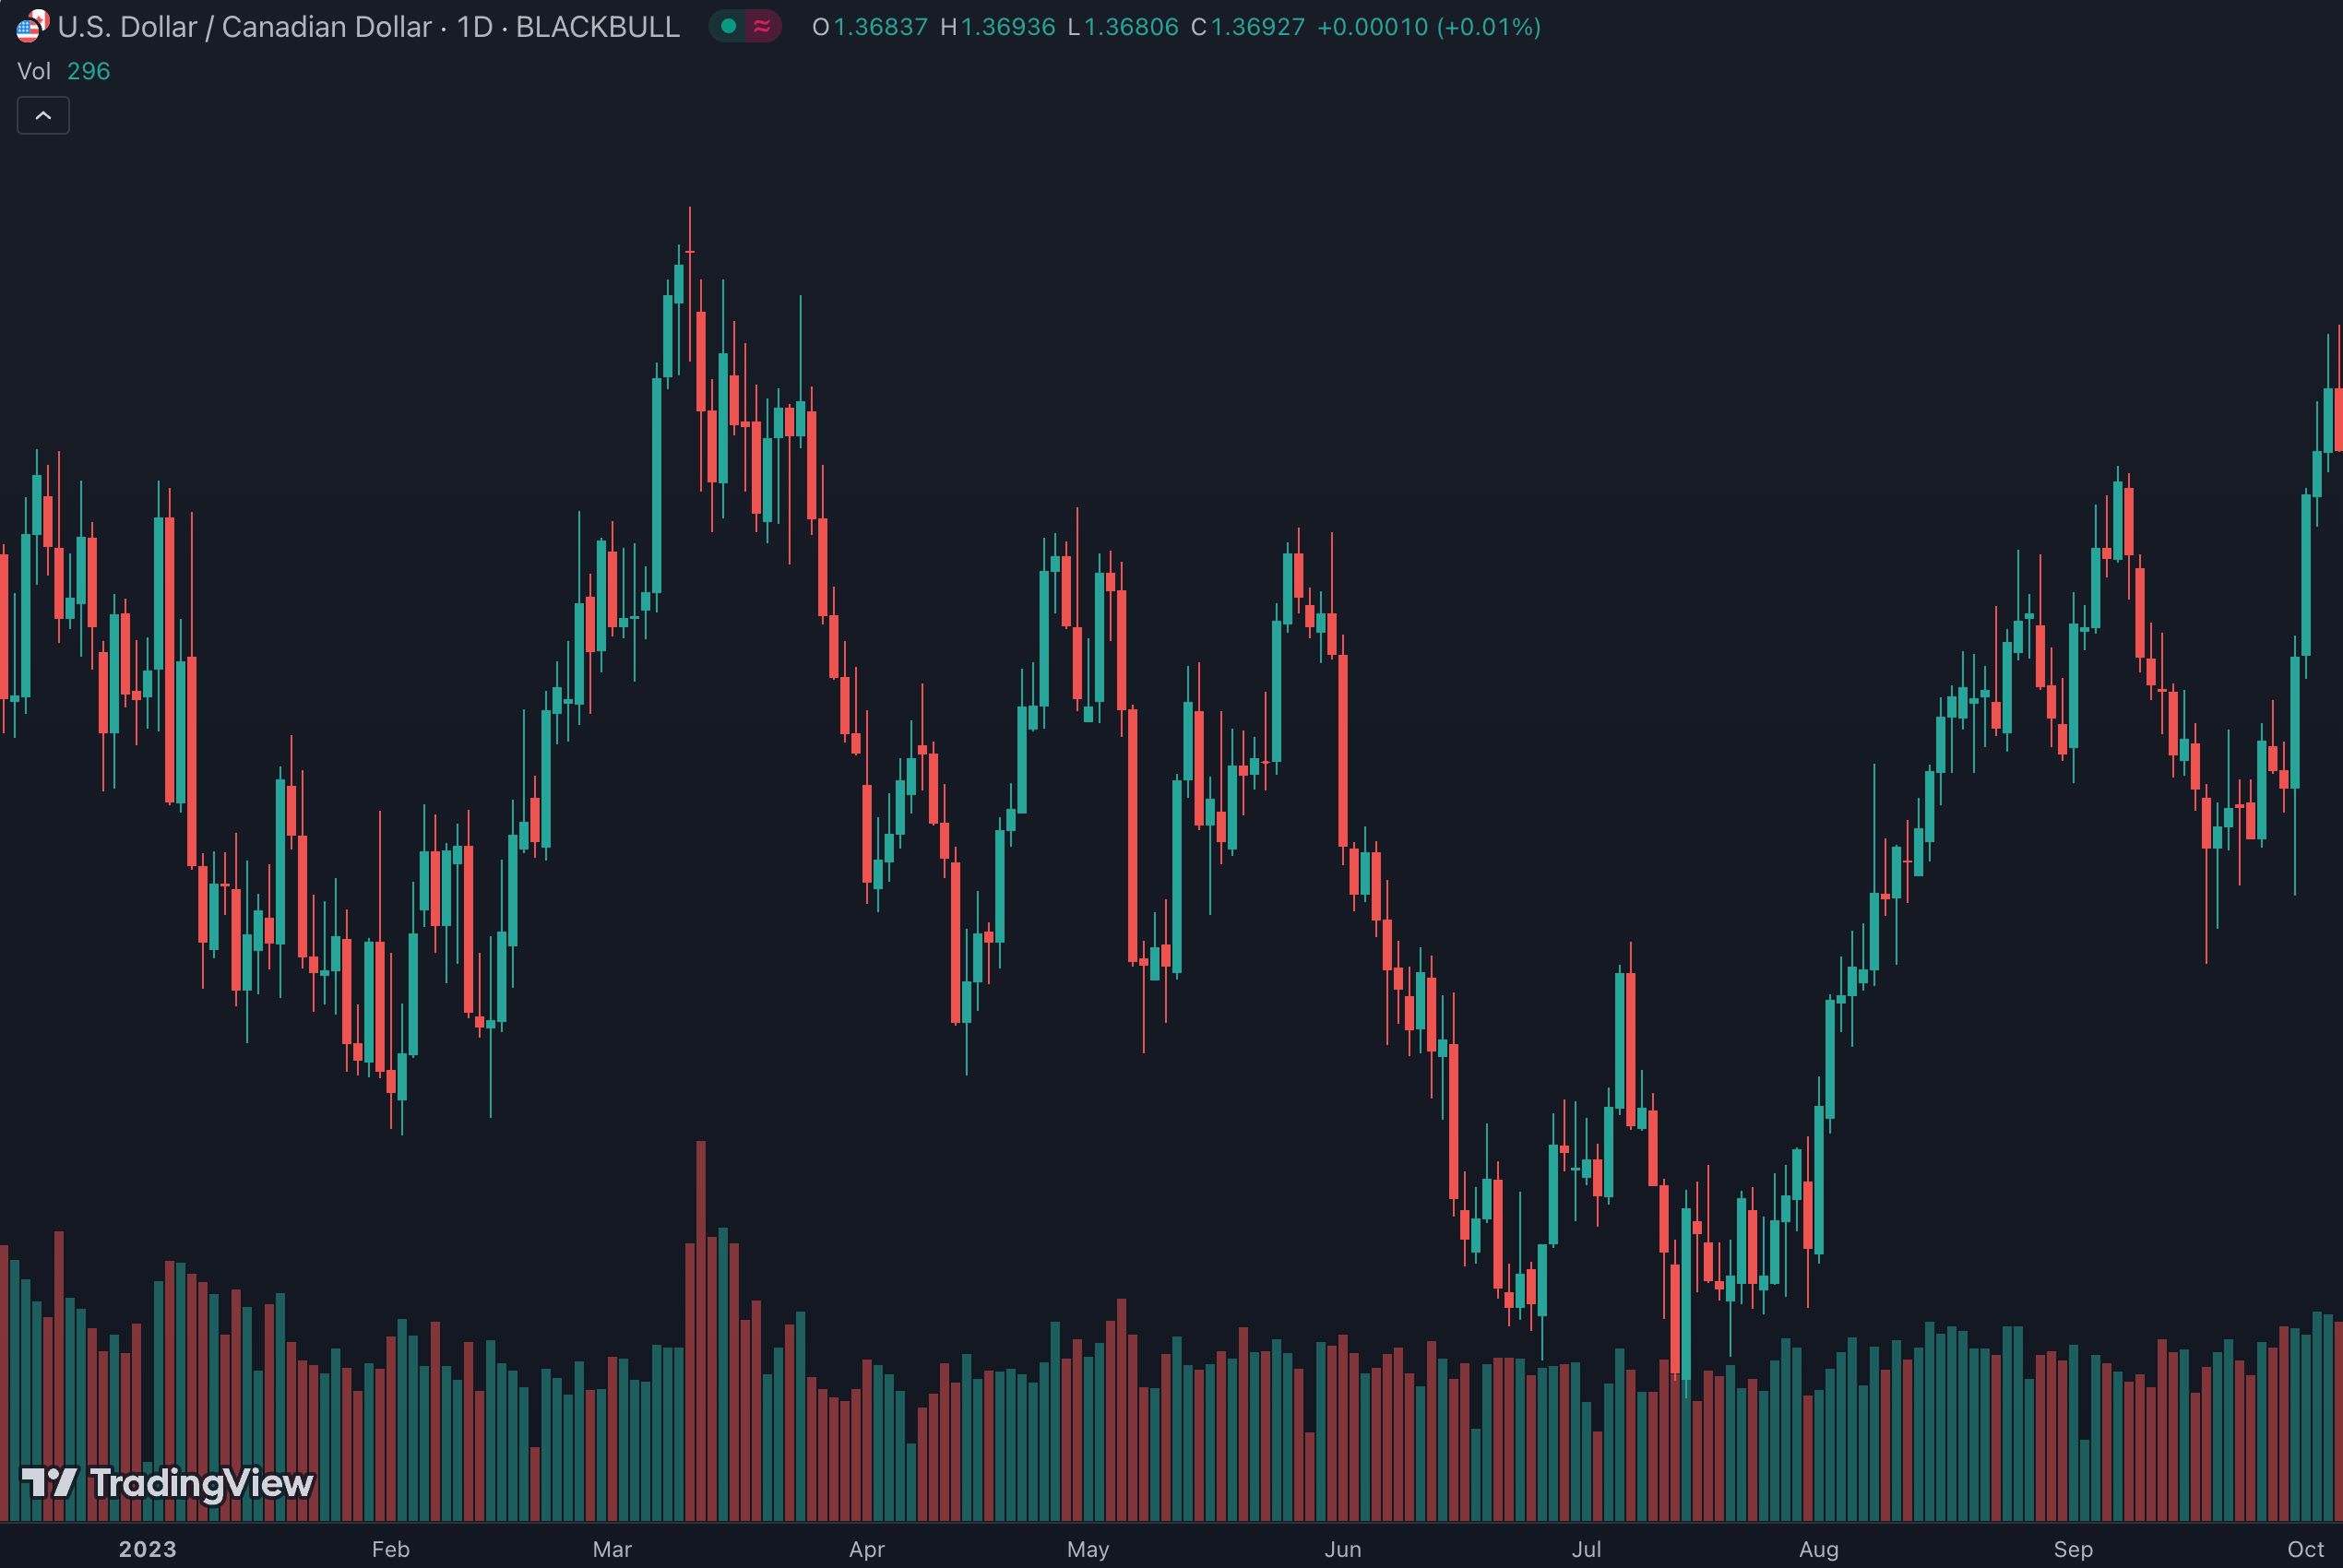 U.S. Dollar / Canadian Dollar · 1D · BLACKBULL ≈ O1.36837 H1.36936 L1.36806 C1.36927 +0.00010 (+0.01%)
Vol 296
TradingView
2023 Feb Mar Apr May Jun Jul Aug Sep Oct